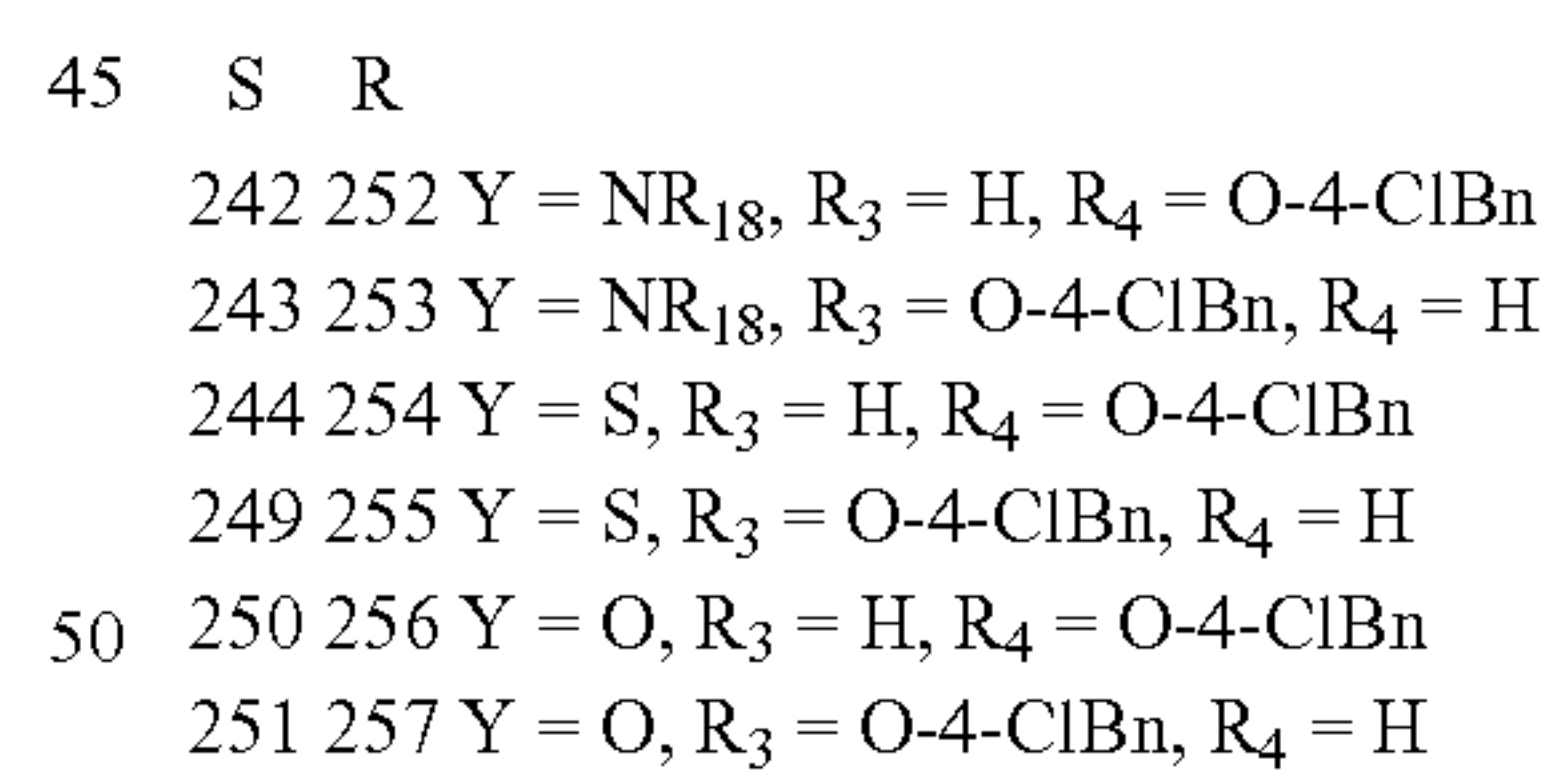 45 S R
242 252 Y = NR₁₈, R₃ = H, R₄ = O-4-ClBn
243 253 Y = NR₁₈, R₃ = O-4-ClBn, R₄ = H
244 254 Y = S, R₃ = H, R₄ = O-4-ClBn
249 255 Y = S, R₃ = O-4-ClBn, R₄ = H
50 250 256 Y = O, R₃ = H, R₄ = O-4-ClBn
251 257 Y = O, R₃ = O-4-ClBn, R₄ = H